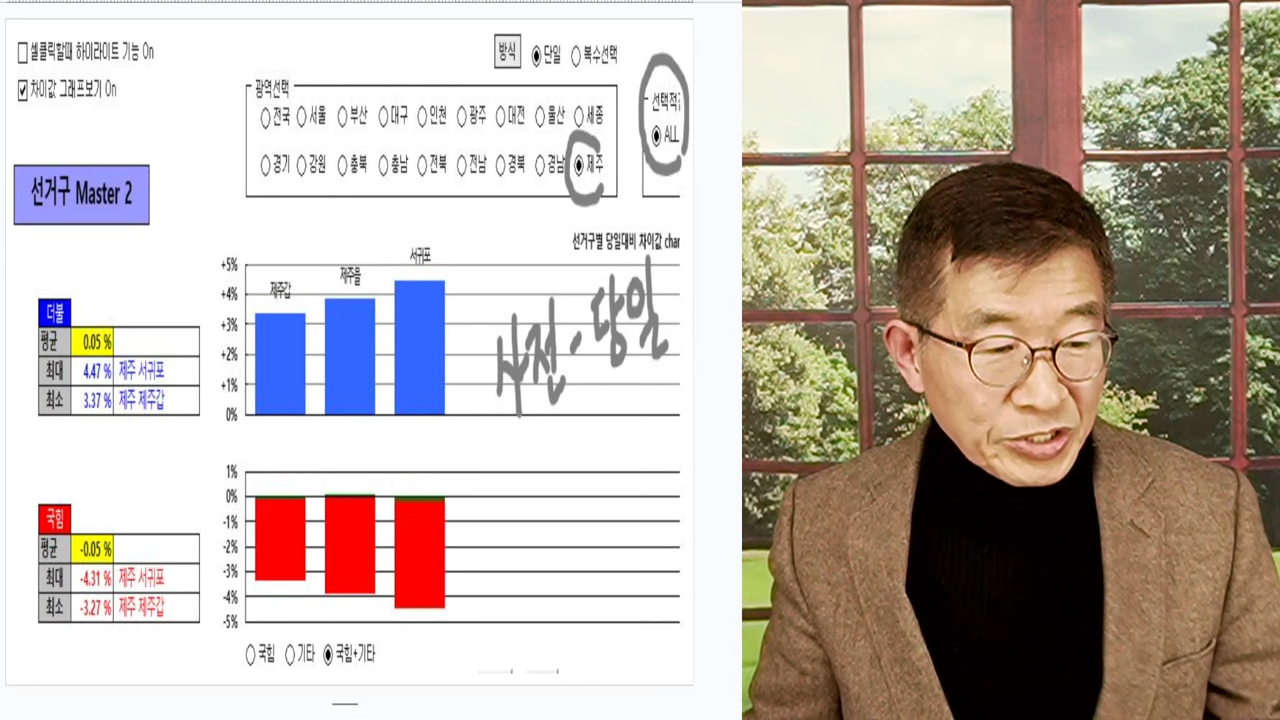 셀클릭할때 하이라이트 기능 On
차이값 그래프보기 On
방식 단일 복수선택
광역선택
전국 서울 부산 대구 인천 광주 대전 울산 세종
경기 강원 충북 충남 전북 전남 경북 경남 제주
선택적
ALL
선거구 Master 2
선거구별 당일대비 차이값 char
사전 - 당일
+5%
+4%
+3%
+2%
+1%
0%
제주갑 제주을 서귀포
더불
평균 0.05 %
최대 4.47 % 제주 서귀포
최소 3.37 % 제주 제주갑
1%
0%
-1%
-2%
-3%
-4%
-5%
국힘
평균 -0.05 %
최대 -4.31 % 제주 서귀포
최소 -3.27 % 제주 제주갑
국힘 기타 국힘+기타